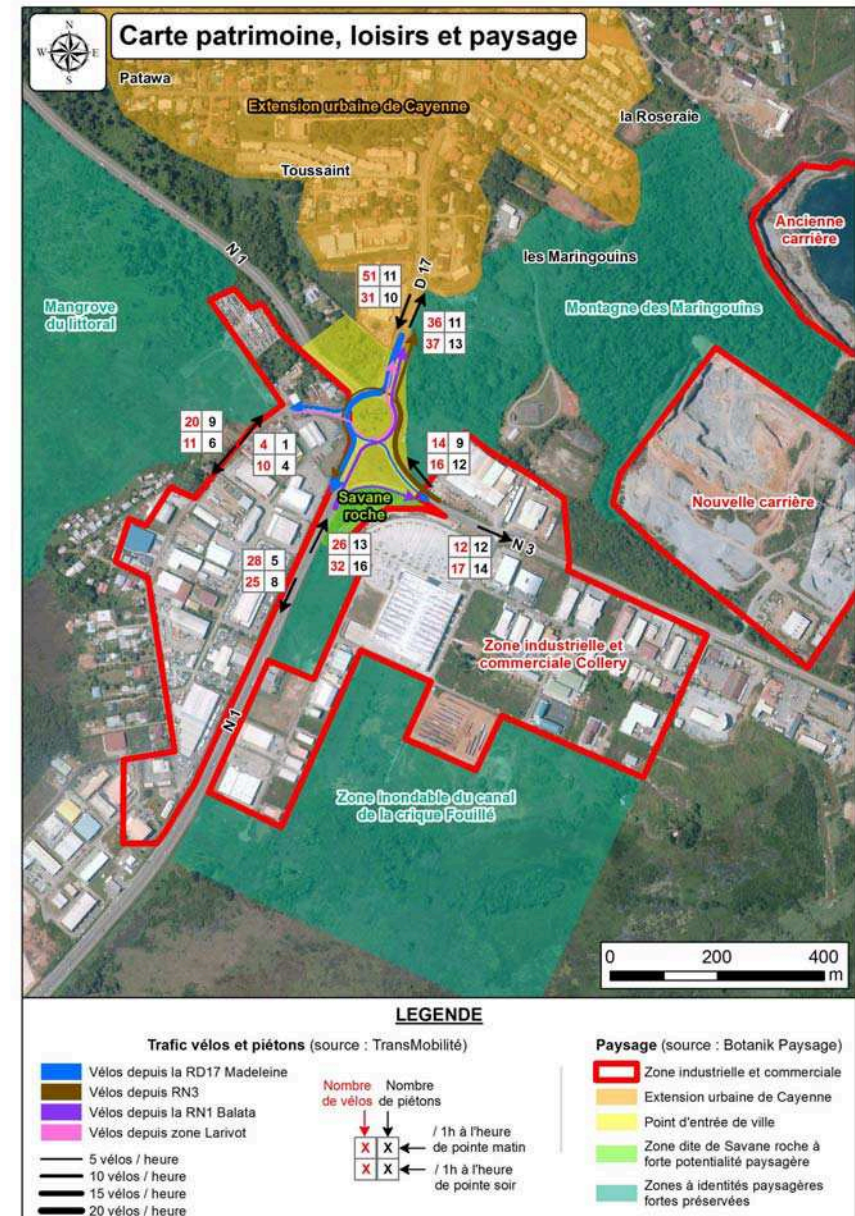 N
W E
S
Carte patrimoine, loisirs et paysage
Patawa
Extension urbaine de Cayenne
la Roseraie
Toussaint
Ancienne
carrière
N 1
51 11
31 10
D 17
les Maringouins
Mangrove
du littoral
Montagne des Maringouins
36 11
37 13
20 9
11 6
4 1
10 4
14 9
16 12
Nouvelle carrière
Savane
roche
28 5
25 8
26 13
32 16
12 12
17 14
N 3
Zone industrielle et
commerciale Collery
N 1
Zone inondable du canal
de la crique Fouillé
0 200 400
m
LEGENDE
Trafic vélos et piétons (source : TransMobilité)
Vélos depuis la RD17 Madeleine
Vélos depuis RN3
Vélos depuis la RN1 Balata
Vélos depuis zone Larivot
5 vélos / heure
10 vélos / heure
15 vélos / heure
20 vélos / heure
Nombre
de vélos
Nombre
de piétons
X X
/ 1h à l'heure
de pointe matin
X X
/ 1h à l'heure
de pointe soir
Paysage (source : Botanik Paysage)
Zone industrielle et commerciale
Extension urbaine de Cayenne
Point d'entrée de ville
Zone dite de Savane roche à
forte potentialité paysagère
Zones à identités paysagères
fortes préservées